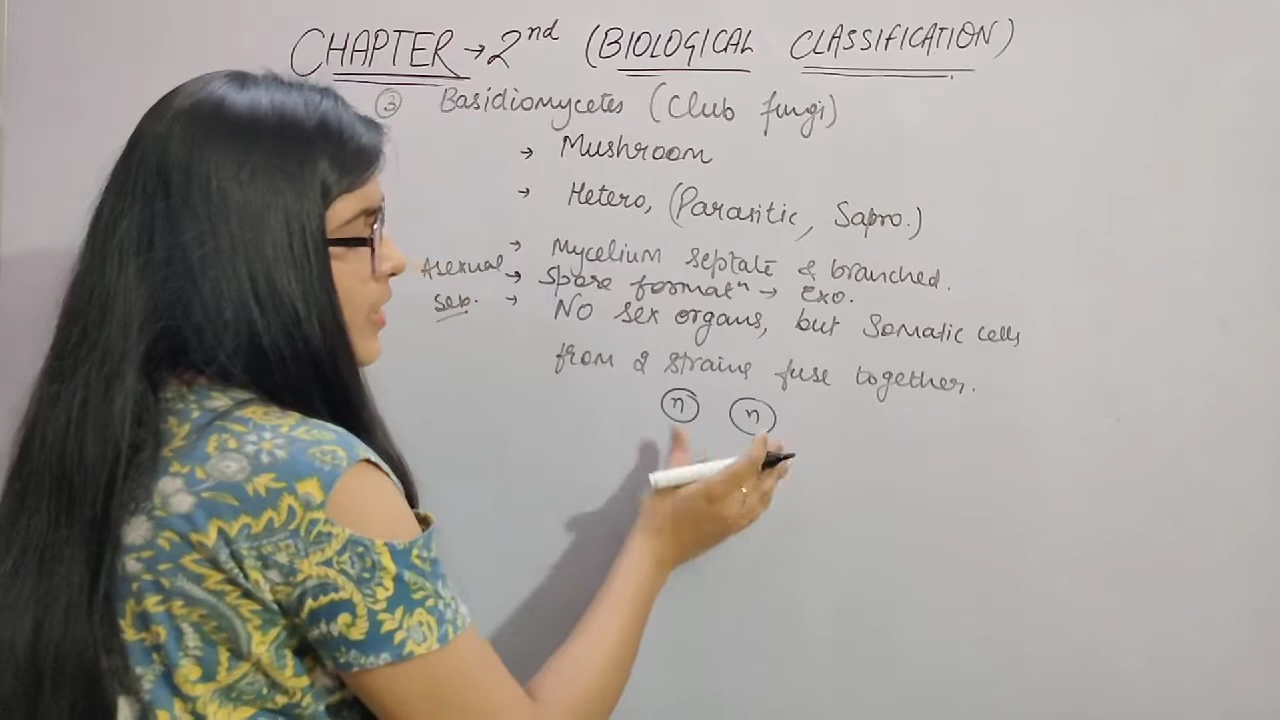 CHAPTER → 2nd (BIOLOGICAL CLASSIFICATION)
③ Basidiomycetes (Club fungi)
→ Mushroom
→ Hetero, (Parasitic, Sapro.)
→ Mycelium septate & branched.
Asexual → Spore formatn → Exo.
Sex. → No sex organs, but Somatic cells
from 2 strains fuse together.
n n